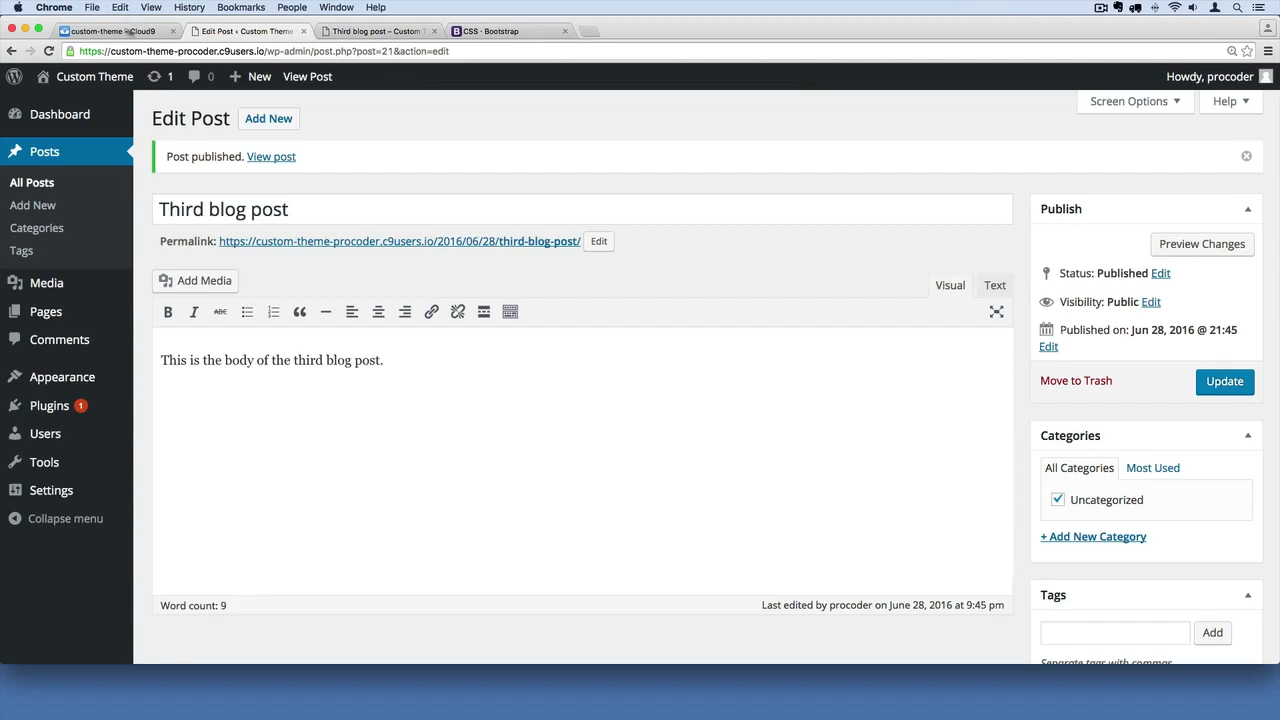 Chrome File Edit View History Bookmarks People Window Help
custom-theme - Cloud9
Edit Post ‹ Custom Theme
Third blog post – Custom T
CSS · Bootstrap
https://custom-theme-procoder.c9users.io/wp-admin/post.php?post=21&action=edit
Custom Theme 1 0 New View Post Howdy, procoder
Screen Options Help
Dashboard
Posts
All Posts
Add New
Categories
Tags
Media
Pages
Comments
Appearance
Plugins 1
Users
Tools
Settings
Collapse menu
Edit Post Add New
Post published. View post
Third blog post
Permalink: https://custom-theme-procoder.c9users.io/2016/06/28/third-blog-post/ Edit
Add Media
Visual Text
B I ABC
This is the body of the third blog post.
Word count: 9
Last edited by procoder on June 28, 2016 at 9:45 pm
Publish
Preview Changes
Status: Published Edit
Visibility: Public Edit
Published on: Jun 28, 2016 @ 21:45
Edit
Move to Trash Update
Categories
All Categories Most Used
Uncategorized
+ Add New Category
Tags
Add
Separate tags with commas